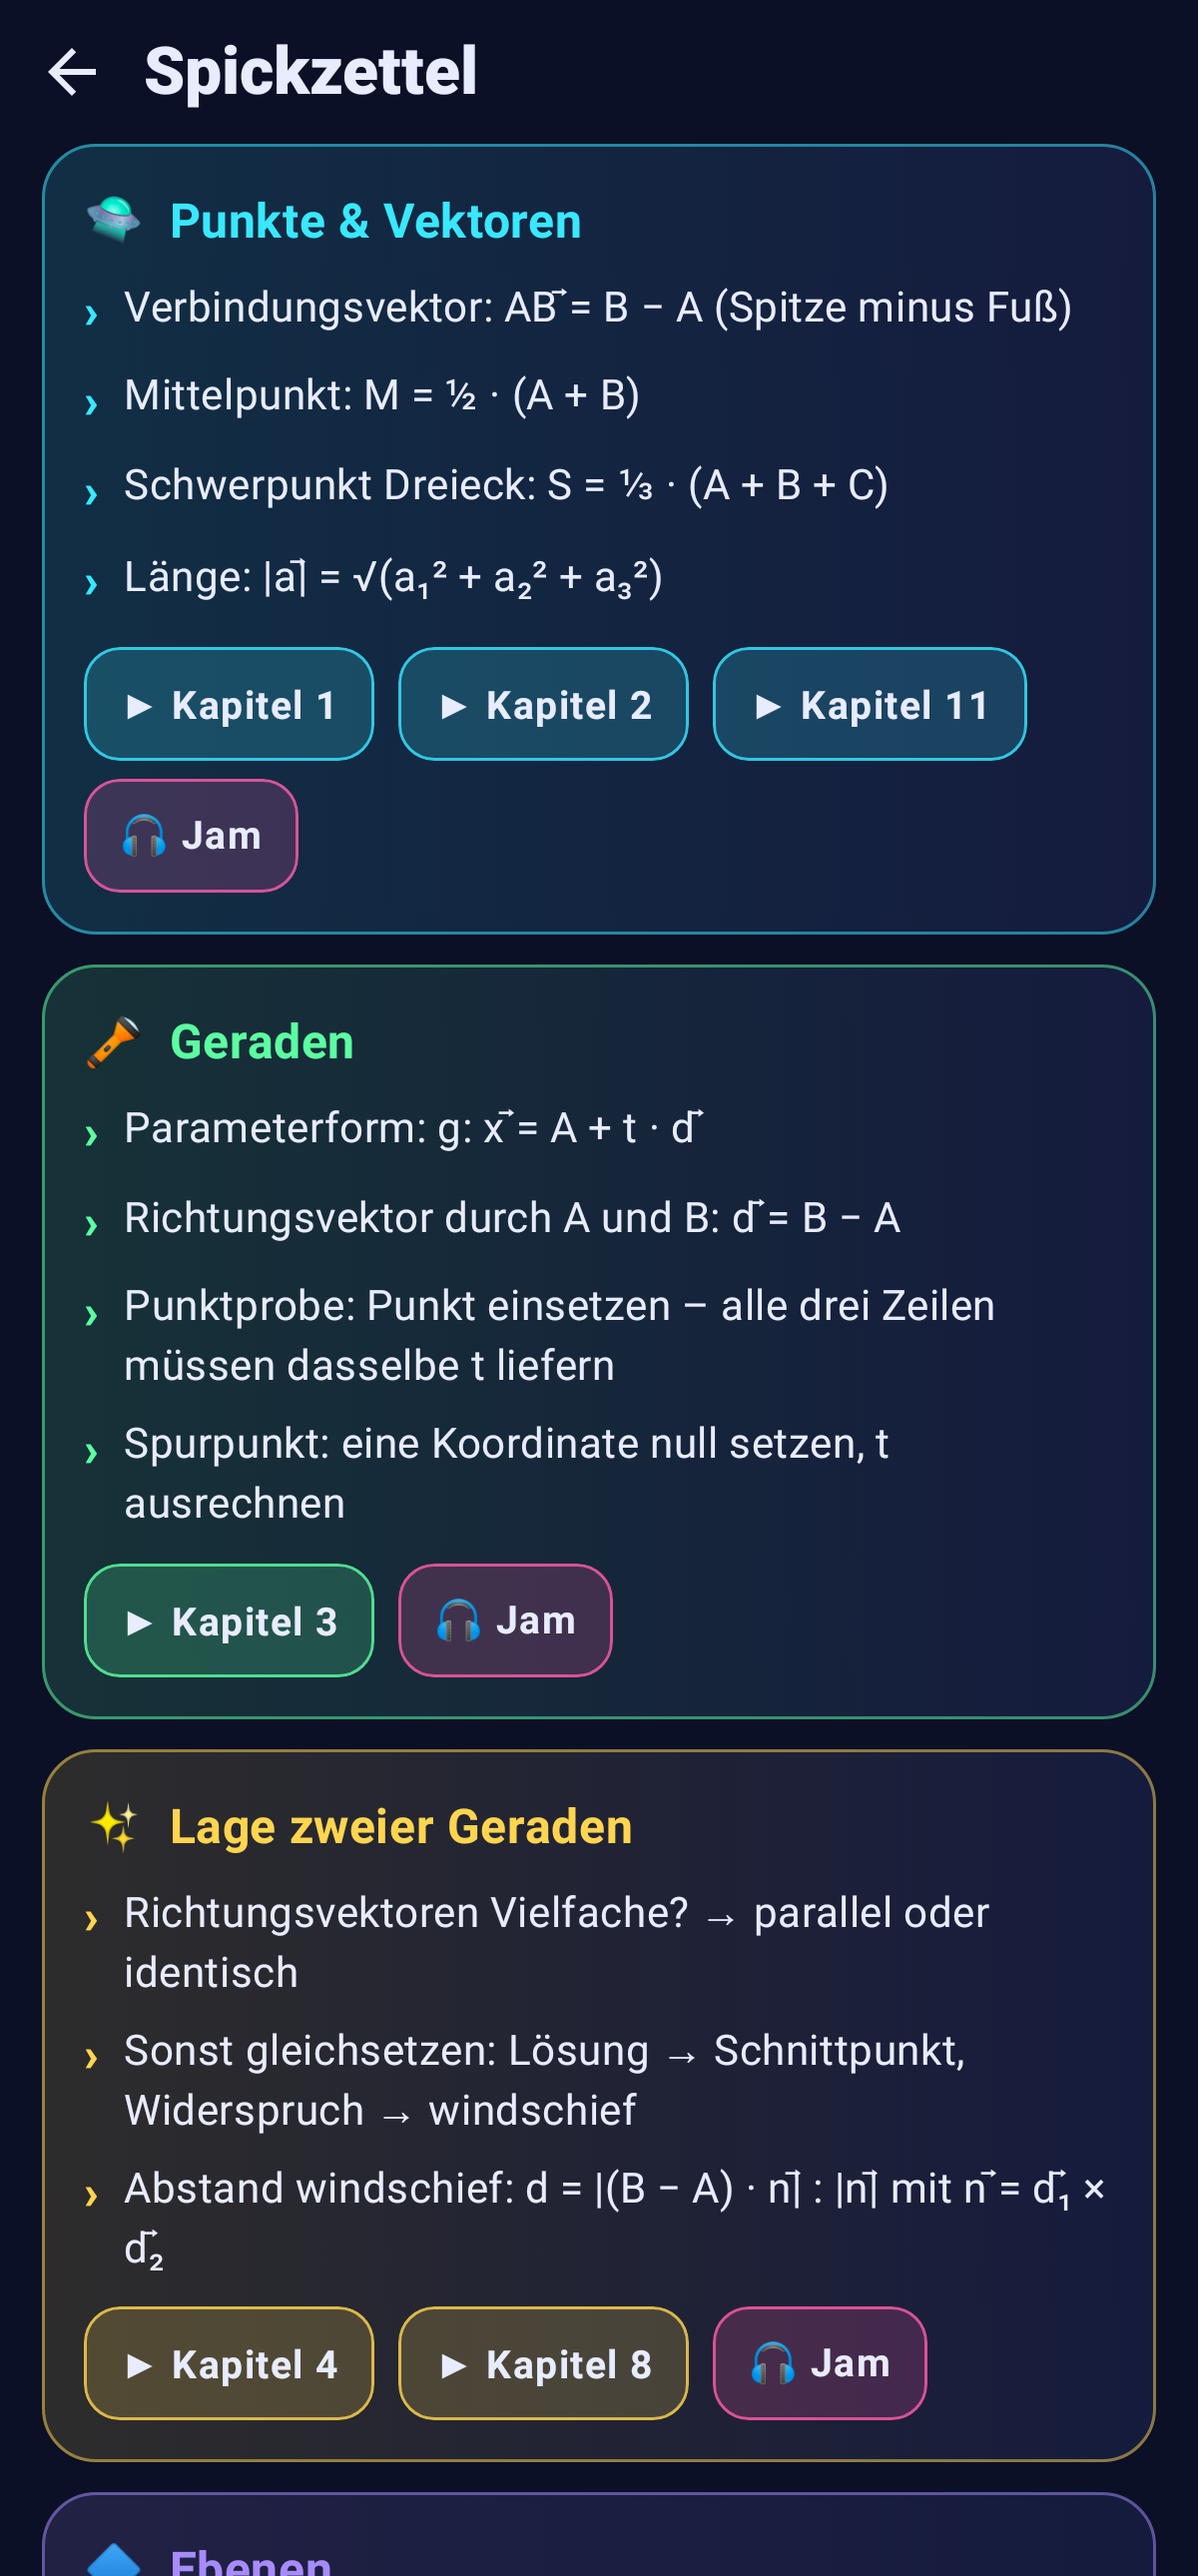 Spickzettel
Punkte & Vektoren
› Verbindungsvektor: AB⃗ = B − A (Spitze minus Fuß)
› Mittelpunkt: M = ½ · (A + B)
› Schwerpunkt Dreieck: S = ⅓ · (A + B + C)
› Länge: |a⃗| = √(a₁² + a₂² + a₃²)
▶ Kapitel 1 ▶ Kapitel 2 ▶ Kapitel 11
🎧 Jam
Geraden
› Parameterform: g: x⃗ = A + t · d⃗
› Richtungsvektor durch A und B: d⃗ = B − A
› Punktprobe: Punkt einsetzen – alle drei Zeilen
müssen dasselbe t liefern
› Spurpunkt: eine Koordinate null setzen, t
ausrechnen
▶ Kapitel 3 🎧 Jam
Lage zweier Geraden
› Richtungsvektoren Vielfache? → parallel oder
identisch
› Sonst gleichsetzen: Lösung → Schnittpunkt,
Widerspruch → windschief
› Abstand windschief: d = |(B − A) · n⃗| : |n⃗| mit n⃗ = d⃗₁ ×
d⃗₂
▶ Kapitel 4 ▶ Kapitel 8 🎧 Jam
Ebenen